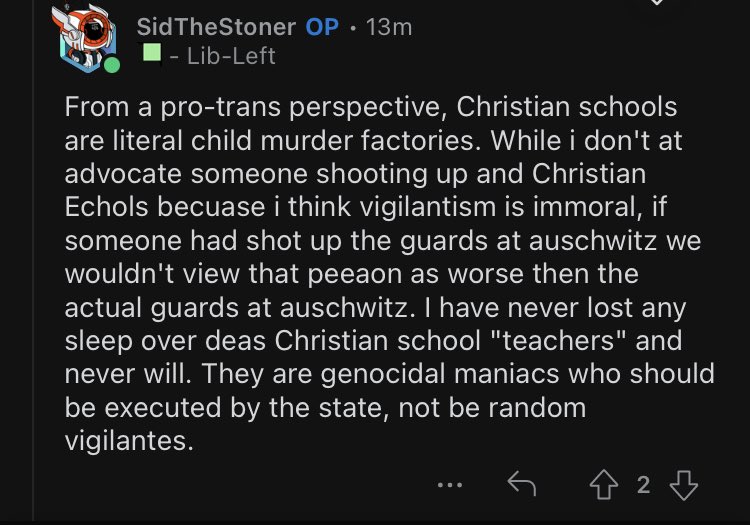 SidTheStoner OP • 13m
- Lib-Left
From a pro-trans perspective, Christian schools
are literal child murder factories. While i don't at
advocate someone shooting up and Christian
Echols becuase i think vigilantism is immoral, if
someone had shot up the guards at auschwitz we
wouldn't view that peeaon as worse then the
actual guards at auschwitz. I have never lost any
sleep over deas Christian school "teachers" and
never will. They are genocidal maniacs who should
be executed by the state, not be random
vigilantes.
2